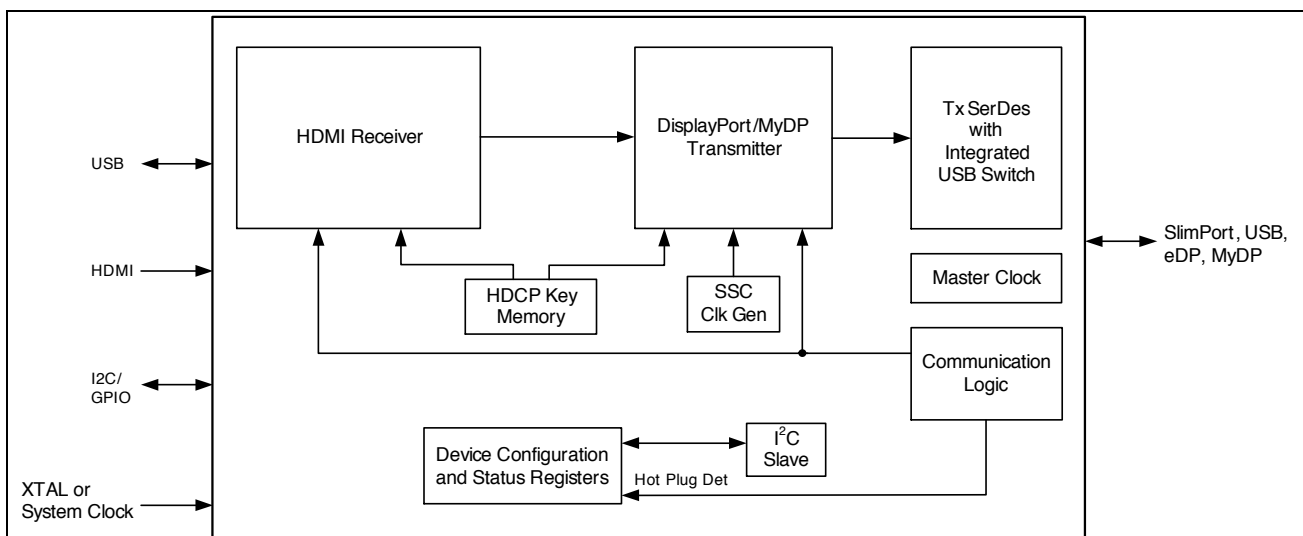 HDMI Receiver
DisplayPort/MyDP
Transmitter
Tx SerDes
with
Integrated
USB Switch
USB
HDMI
I2C/
GPIO
XTAL or
System Clock
HDCP Key
Memory
SSC
Clk Gen
Master Clock
Communication
Logic
SlimPort, USB,
eDP, MyDP
Device Configuration
and Status Registers
I²C
Slave
Hot Plug Det